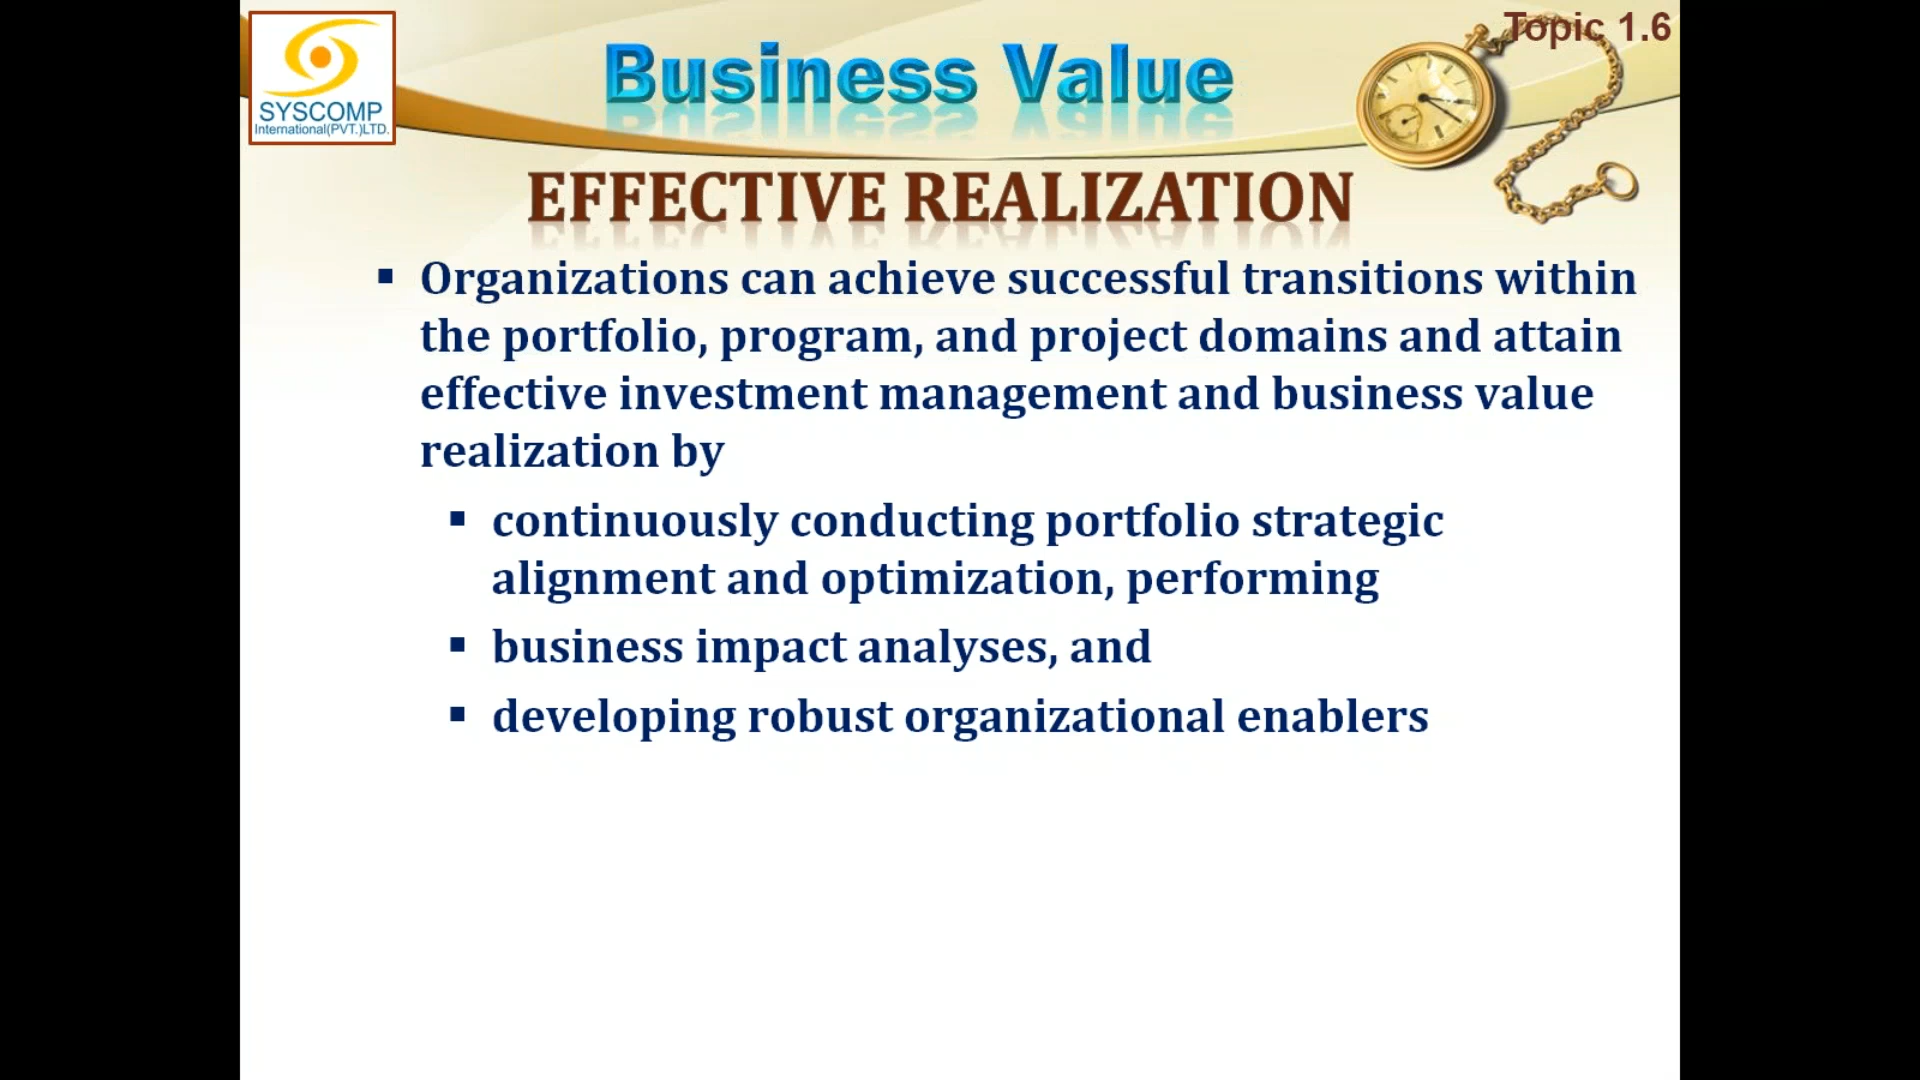 Topic 1.6
SYSCOMP
International(PVT.)LTD.
Business Value
EFFECTIVE REALIZATION
▪ Organizations can achieve successful transitions within
the portfolio, program, and project domains and attain
effective investment management and business value
realization by
▪ continuously conducting portfolio strategic
alignment and optimization, performing
▪ business impact analyses, and
▪ developing robust organizational enablers